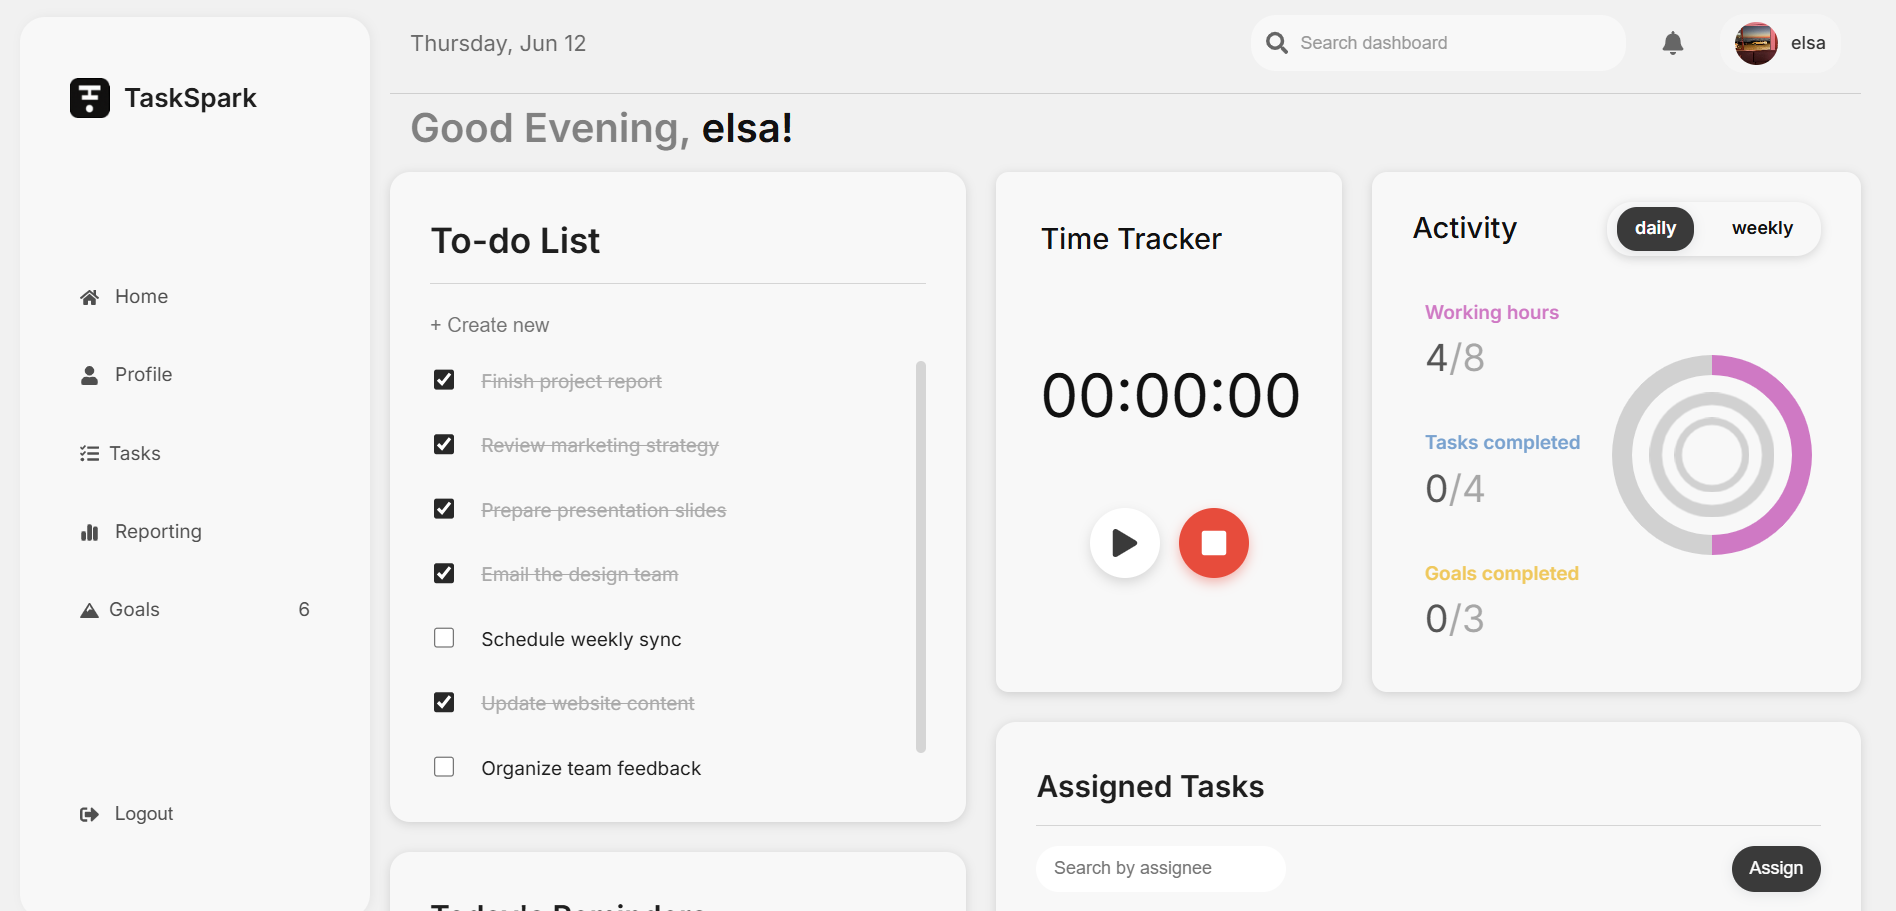 TaskSpark
Home
Profile
Tasks
Reporting
Goals 6
Logout
Thursday, Jun 12
Search dashboard
elsa
Good Evening, elsa!
To-do List
+ Create new
Finish project report
Review marketing strategy
Prepare presentation slides
Email the design team
Schedule weekly sync
Update website content
Organize team feedback
Today's Reminders
Time Tracker
00:00:00
Activity
daily weekly
Working hours
4/8
Tasks completed
0/4
Goals completed
0/3
Assigned Tasks
Search by assignee
Assign